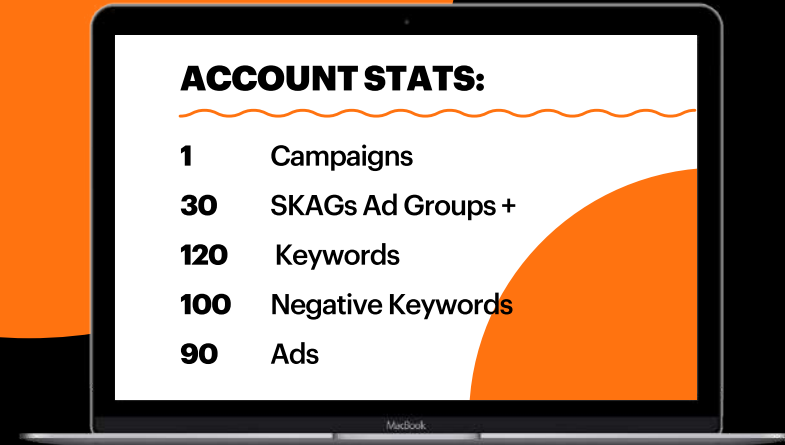 ACCOUNT STATS:
1 Campaigns
30 SKAGs Ad Groups +
120 Keywords
100 Negative Keywords
90 Ads
MacBook